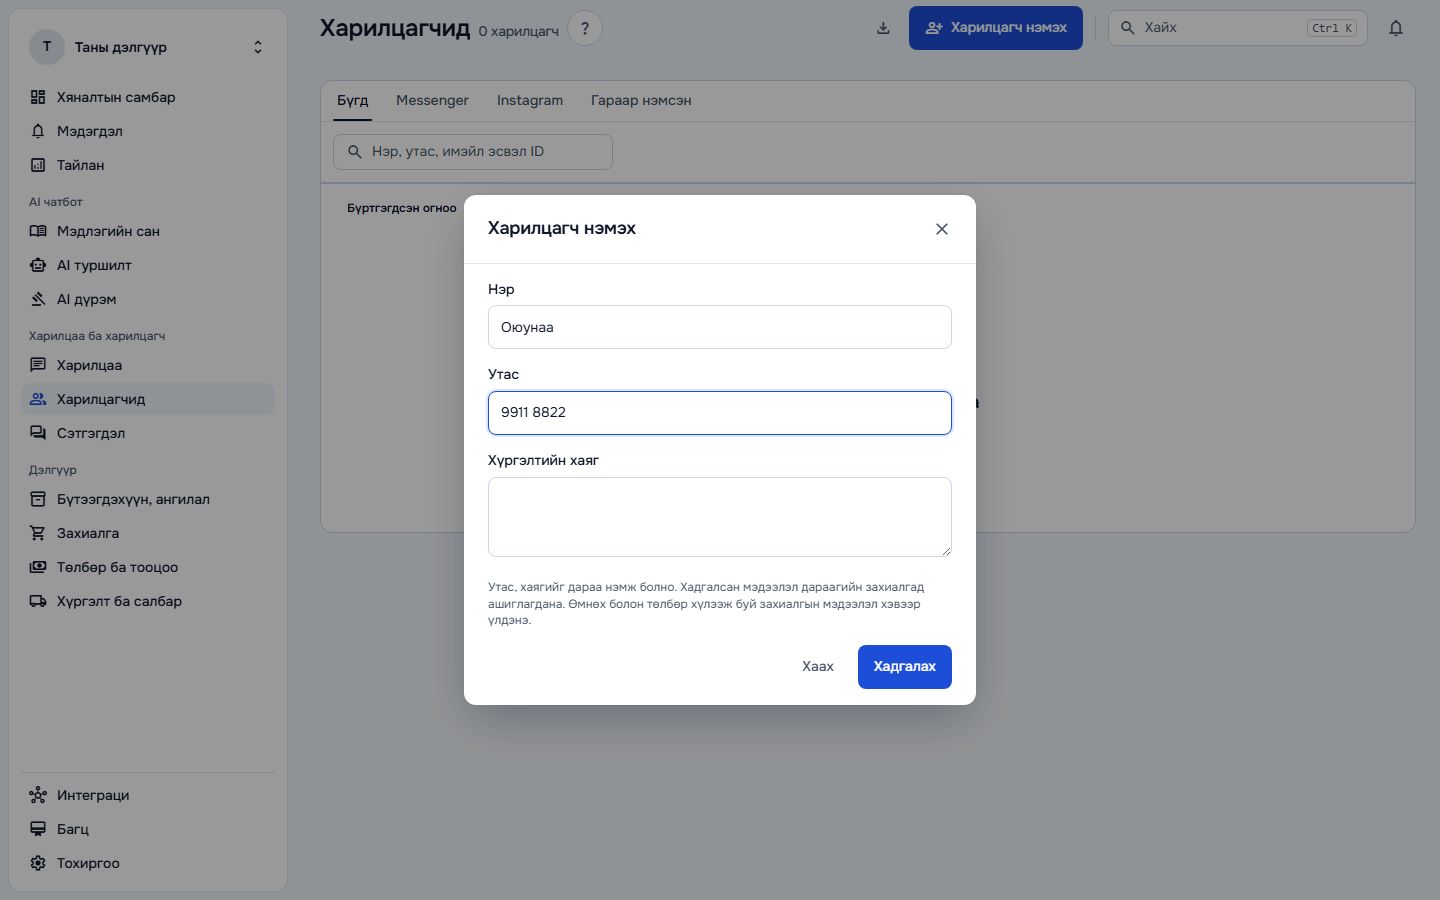 Т Таны дэлгүүр
Хяналтын самбар
Мэдэгдэл
Тайлан
AI чатбот
Мэдлэгийн сан
AI туршилт
AI дүрэм
Харилцаа ба харилцагч
Харилцаа
Харилцагчид
Сэтгэгдэл
Дэлгүүр
Бүтээгдэхүүн, ангилал
Захиалга
Төлбөр ба тооцоо
Хүргэлт ба салбар
Интеграци
Багц
Тохиргоо
Харилцагчид 0 харилцагч ?
Харилцагч нэмэх
Хайх Ctrl K
Бүгд Messenger Instagram Гараар нэмсэн
Нэр, утас, имэйл эсвэл ID
Бүртгэгдсэн огноо
Харилцагч нэмэх
Нэр
Оюунаа
Утас
9911 8822
Хүргэлтийн хаяг
Утас, хаягийг дараа нэмж болно. Хадгалсан мэдээлэл дараагийн захиалгад
ашиглагдана. Өмнөх болон төлбөр хүлээж буй захиалгын мэдээлэл хэвээр
үлдэнэ.
Хаах Хадгалах